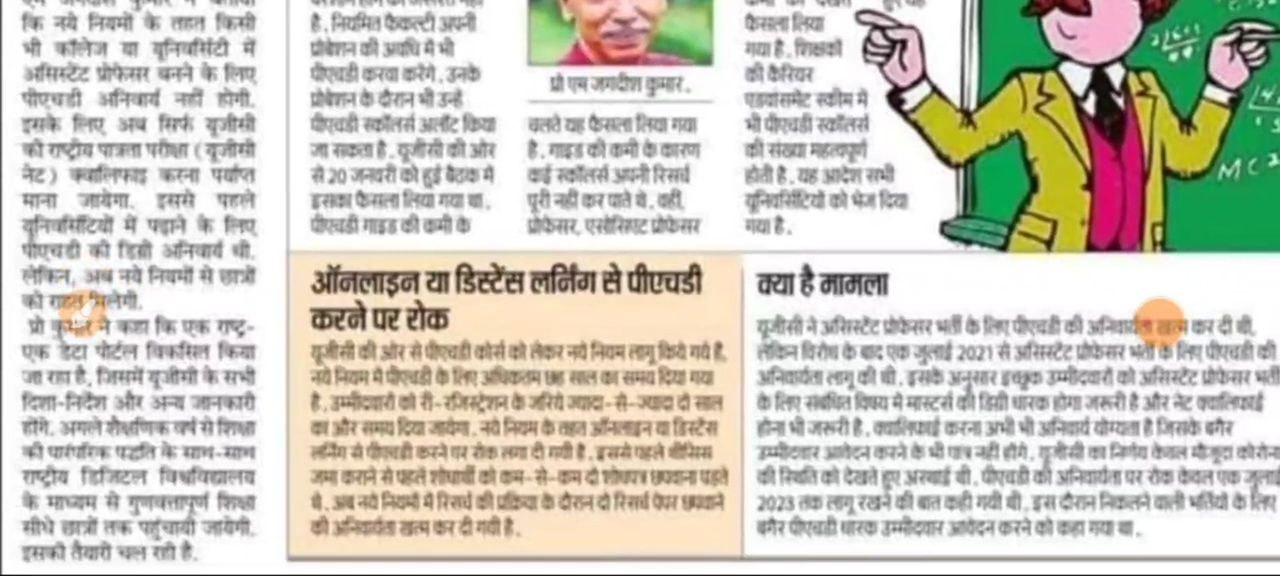 कि नये नियमों के तहत किसी
भी कॉलेज या यूनिवर्सिटी में
असिस्टेंट प्रोफेसर बनने के लिए
पीएचडी अनिवार्य नहीं होगी.
इसके लिए अब सिर्फ यूजीसी
की राष्ट्रीय पात्रता परीक्षा ( यूजीसी
नेट ) क्वालिफाइ करना पर्याप्त
माना जायेगा. इससे पहले
यूनिवर्सिटियों में पढ़ाने के लिए
पीएचडी की डिग्री अनिवार्य थी.
लेकिन, अब नये नियमों से छात्रों
को राहत मिलेगी.
प्रो कुमार ने कहा कि एक राष्ट्र-
एक डेटा पोर्टल विकसित किया
जा रहा है, जिसमें यूजीसी के सभी
दिशा-निर्देश और अन्य जानकारी
होंगे. अगले शैक्षणिक वर्ष से शिक्षा
की पारंपरिक पद्धति के साथ-साथ
राष्ट्रीय डिजिटल विश्वविद्यालय
के माध्यम से गुणवत्तापूर्ण शिक्षा
सीधे छात्रों तक पहुंचायी जायेगी.
इसकी तैयारी चल रही है.
है. नियमित फैकल्टी अपनी
प्रोबेशन की अवधि में भी
पीएचडी करवा करेंगे. उनके
प्रोबेशन के दौरान भी उन्हें
पीएचडी स्कॉलर्स अलॉट किया
जा सकता है. यूजीसी की ओर
से 20 जनवरी को हुई बैठक में
इसका फैसला लिया गया था.
पीएचडी गाइड की कमी के
प्रो एम जगदीश कुमार.
चलते यह फैसला लिया गया
है. गाइड की कमी के कारण
कई स्कॉलर्स अपनी रिसर्च
पूरी नहीं कर पाते थे. वहीं,
प्रोफेसर, एसोसिएट प्रोफेसर
फैसला लिया
गया है. शिक्षकों
की कैरियर
एडवांसमेंट स्कीम में
भी पीएचडी स्कॉलर्स
की संख्या महत्वपूर्ण
होती है. यह आदेश सभी
यूनिवर्सिटियों को भेज दिया
गया है.
ऑनलाइन या डिस्टेंस लर्निंग से पीएचडी
करने पर रोक
यूजीसी की ओर से पीएचडी कोर्स को लेकर नये नियम लागू किये गये हैं.
नये नियम में पीएचडी के लिए अधिकतम छह साल का समय दिया गया
है. उम्मीदवारों को री-रजिस्ट्रेशन के जरिये ज्यादा-से-ज्यादा दो साल
का और समय दिया जायेगा. नये नियम के तहत ऑनलाइन या डिस्टेंस
लर्निंग से पीएचडी करने पर रोक लगा दी गयी है. इससे पहले थीसिस
जमा कराने से पहले शोधार्थी को कम-से-कम दो शोधपत्र छपवाना पड़ते
थे. अब नये नियमों में रिसर्च की प्रक्रिया के दौरान दो रिसर्च पेपर छपवाने
की अनिवार्यता खत्म कर दी गयी है.
क्या है मामला
यूजीसी ने असिस्टेंट प्रोफेसर भर्ती के लिए पीएचडी की अनिवार्यता खत्म कर दी थी,
लेकिन विरोध के बाद एक जुलाई 2021 से असिस्टेंट प्रोफेसर भर्ती के लिए पीएचडी की
अनिवार्यता लागू की थी. इसके अनुसार इच्छुक उम्मीदवारों को असिस्टेंट प्रोफेसर भर्ती
के लिए संबंधित विषय में मास्टर्स की डिग्री धारक होगा जरूरी है और नेट क्वालिफाई
होना भी जरूरी है. क्वालिफाई करना अभी भी अनिवार्य योग्यता है जिसके बगैर
उम्मीदवार आवेदन करने के भी पात्र नहीं होंगे. यूजीसी का निर्णय केवल मौजूदा कोरोना
की स्थिति को देखते हुए अस्थाई थी. पीएचडी की अनिवार्यता पर रोक केवल एक जुलाई
2023 तक लागू रखने की बात कही गयी थी. इस दौरान निकलने वाली भर्तियों के लिए
बगैर पीएचडी धारक उम्मीदवार आवेदन करने को कहा गया था.